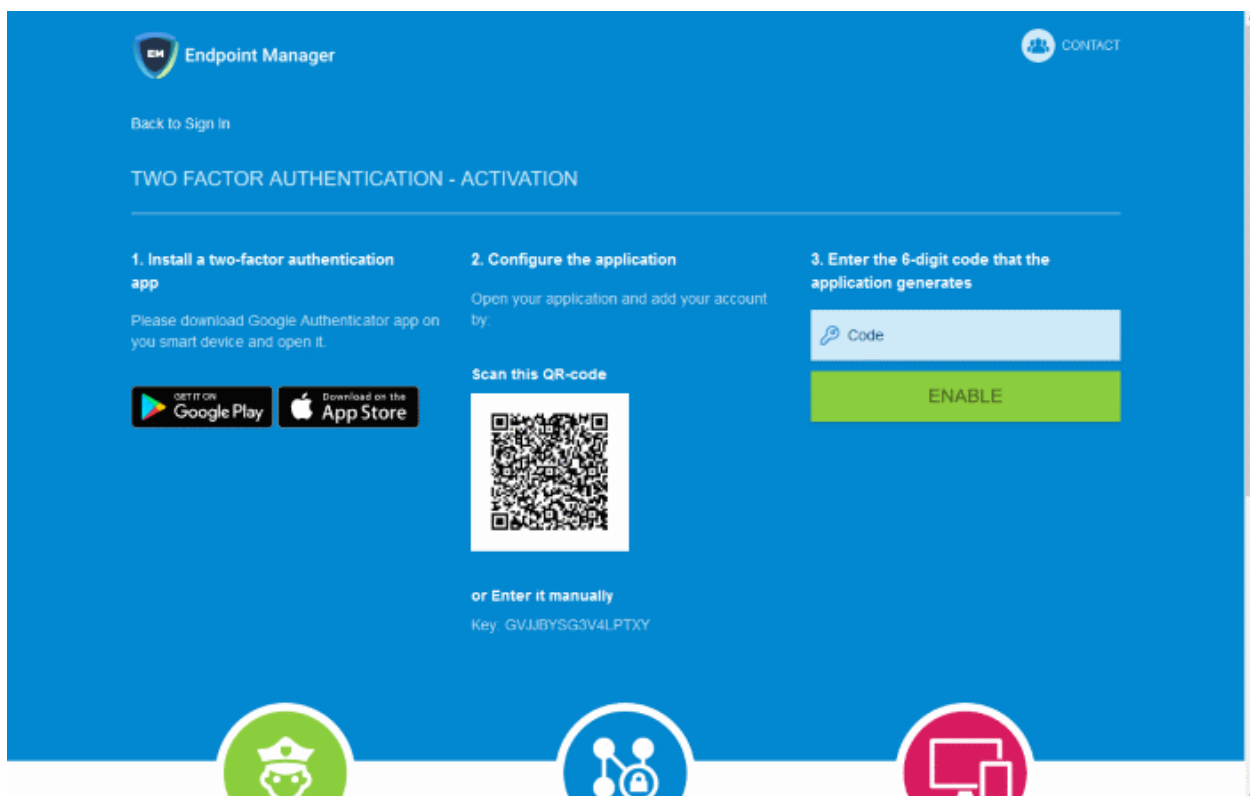 EM Endpoint Manager
CONTACT
Back to Sign In
TWO FACTOR AUTHENTICATION - ACTIVATION
1. Install a two-factor authentication
app
Please download Google Authenticator app on
you smart device and open it.
GET IT ON
Google Play
Download on the
App Store
2. Configure the application
Open your application and add your account
by:
Scan this QR-code
or Enter it manually
Key: GVJJBYSG3V4LPTXY
3. Enter the 6-digit code that the
application generates
Code
ENABLE